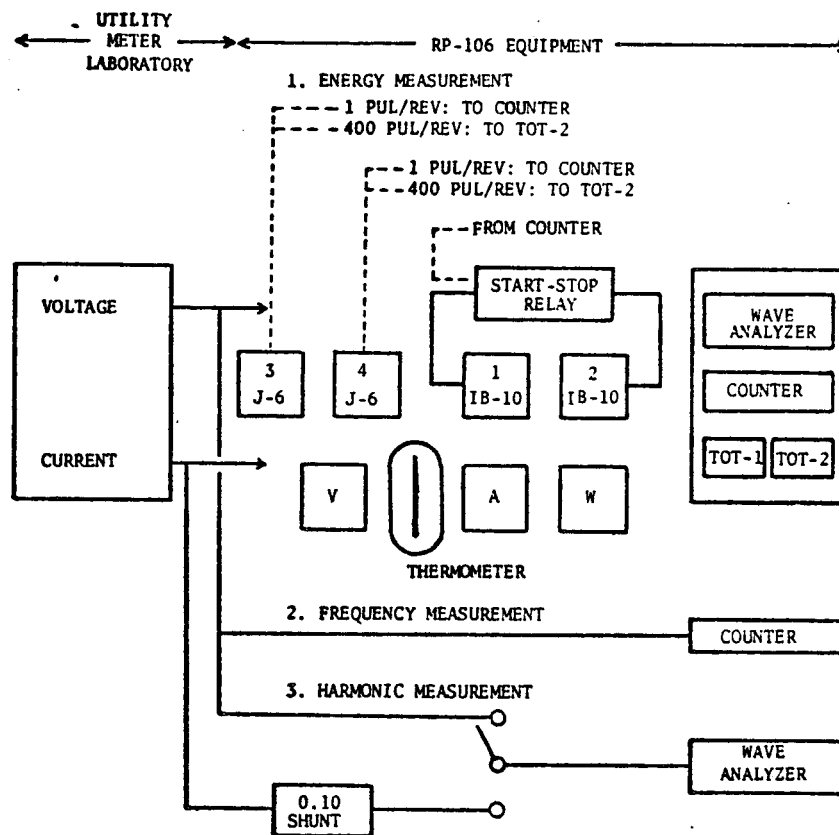 UTILITY
METER
LABORATORY
RP-106 EQUIPMENT
1. ENERGY MEASUREMENT
1 PUL/REV: TO COUNTER
400 PUL/REV: TO TOT-2
1 PUL/REV: TO COUNTER
400 PUL/REV: TO TOT-2
FROM COUNTER
START-STOP
RELAY
VOLTAGE
WAVE
ANALYZER
3
J-6
4
J-6
1
IB-10
2
IB-10
COUNTER
CURRENT
TOT-1
TOT-2
V
A
W
THERMOMETER
2. FREQUENCY MEASUREMENT
COUNTER
3. HARMONIC MEASUREMENT
WAVE
ANALYZER
0.10
SHUNT